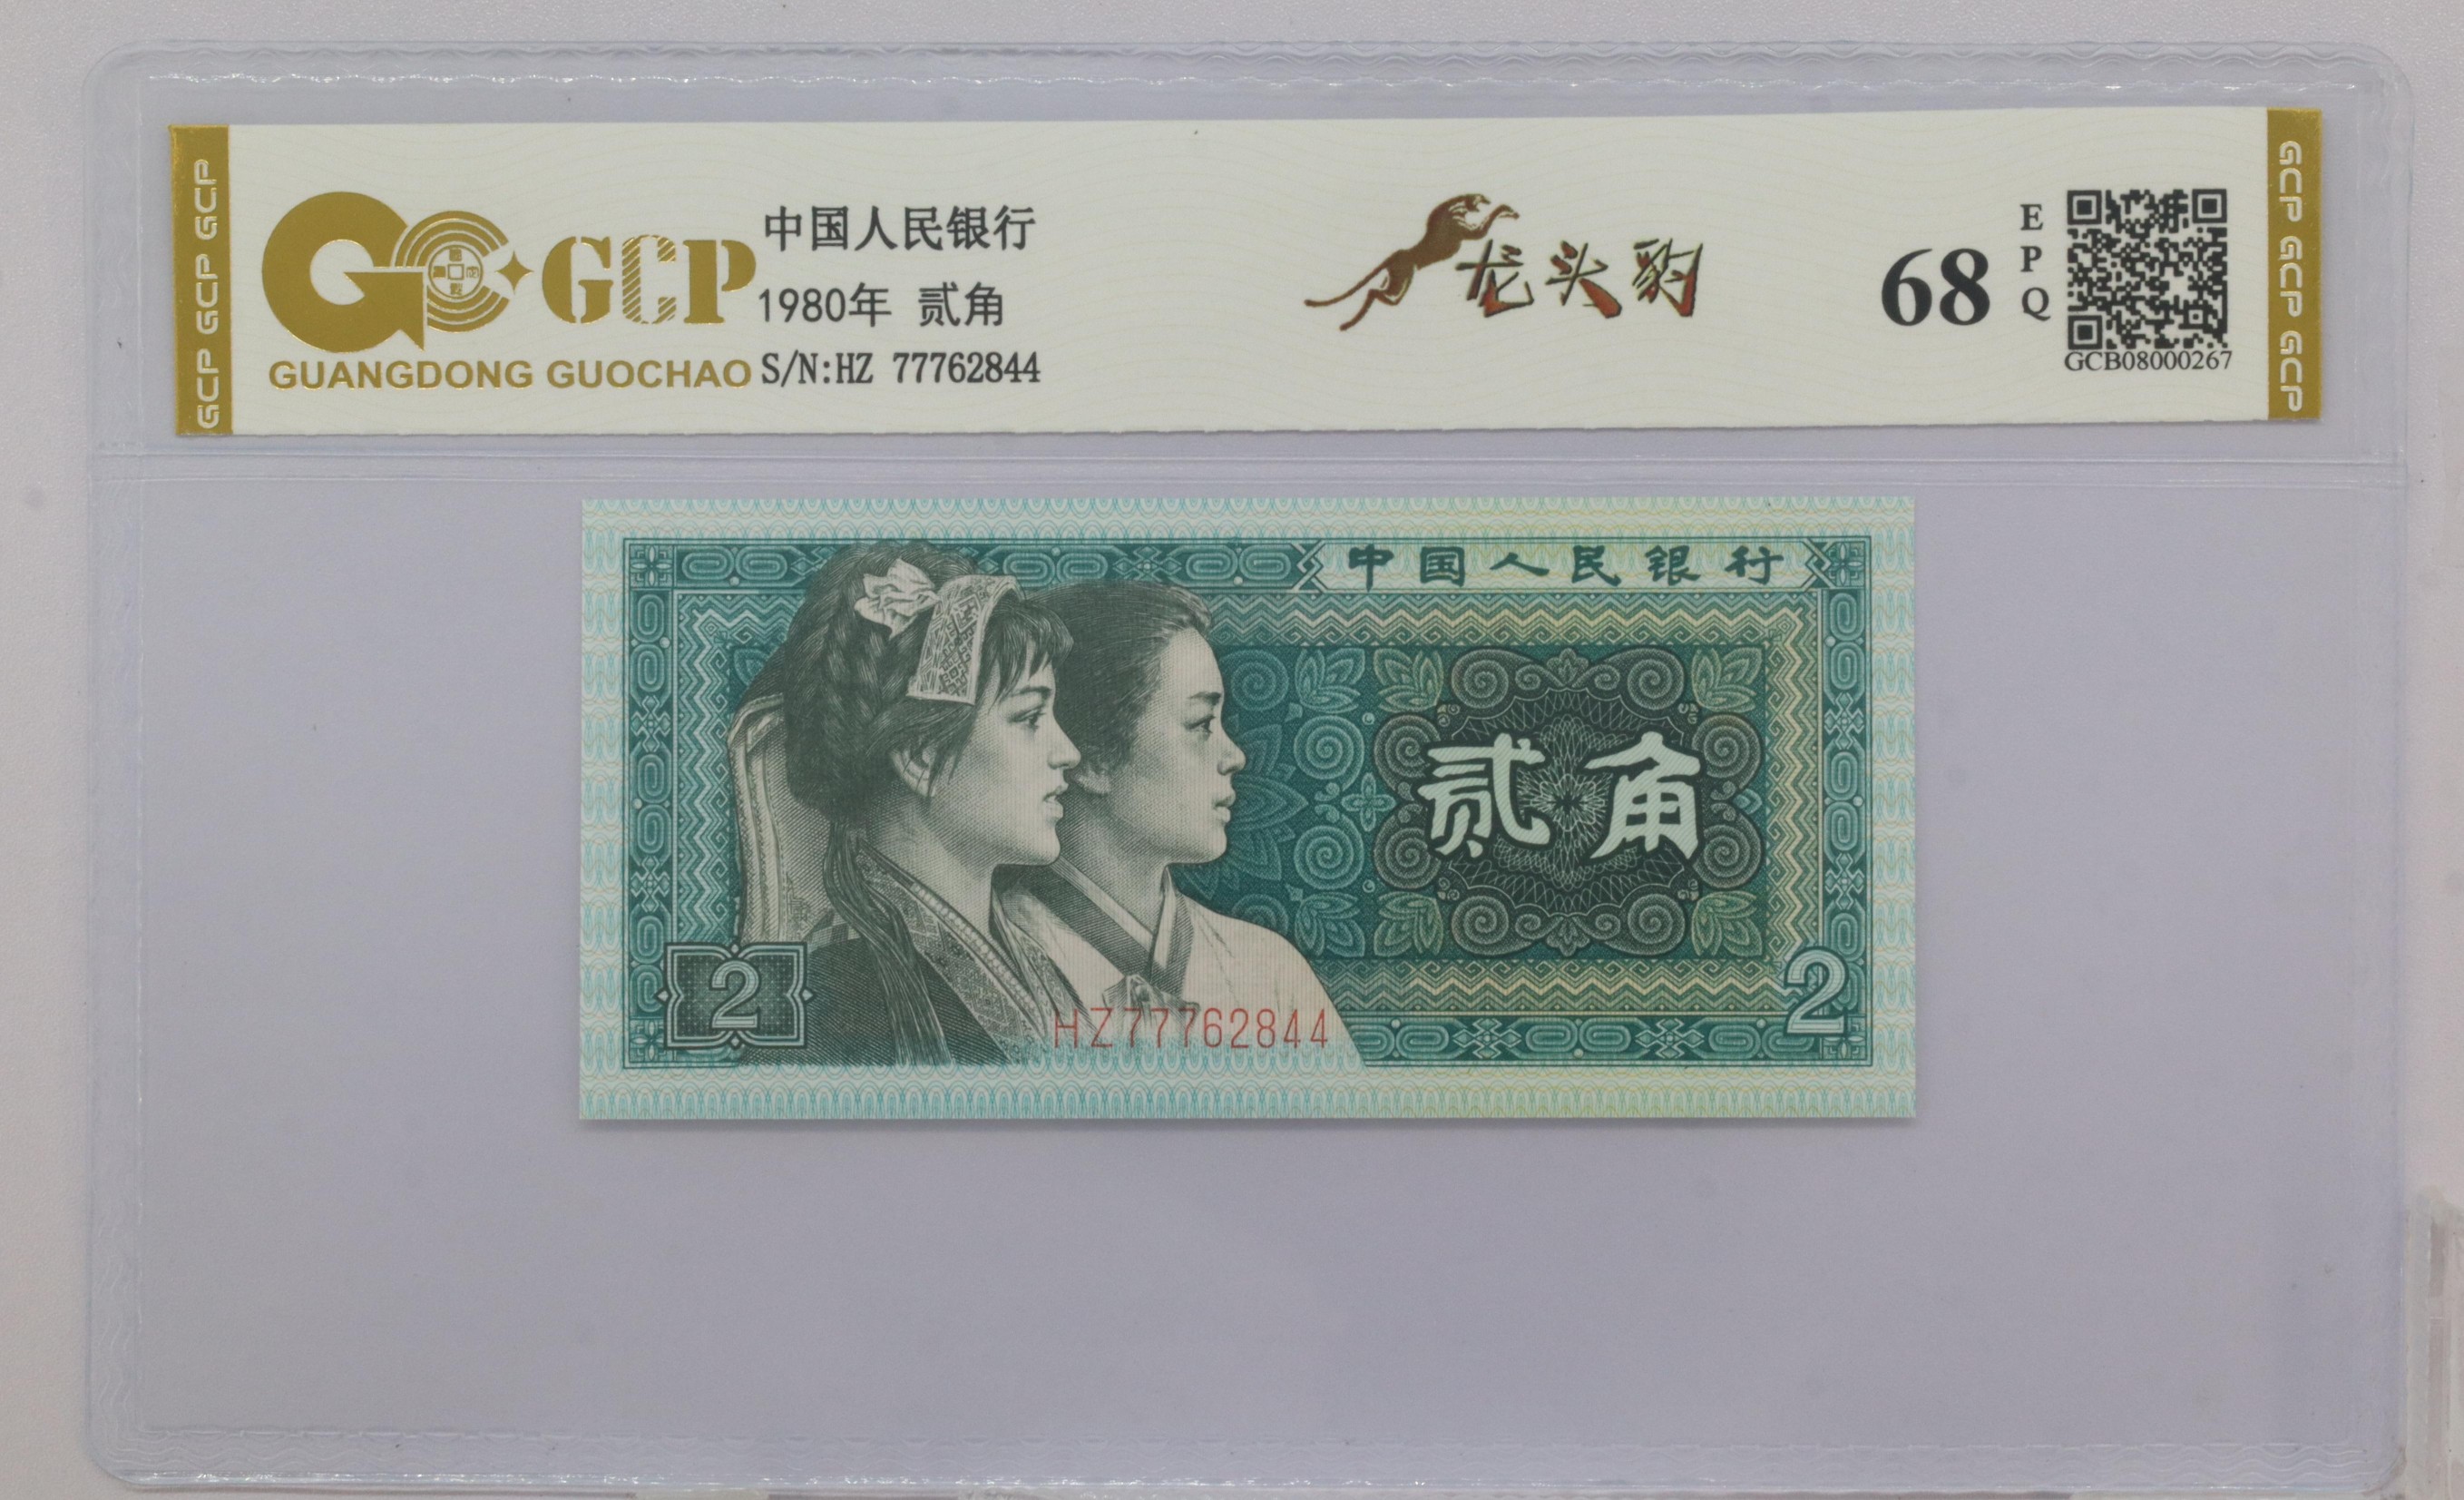 GCP GCP GCP
GCP
GUANGDONG GUOCHAO
中国人民银行
1980年 贰角
S/N:HZ 77762844
龙头豹
68
EPQ
GCB08000267
GCP GCP GCP
中国人民银行
贰角
2
HZ77762844
2